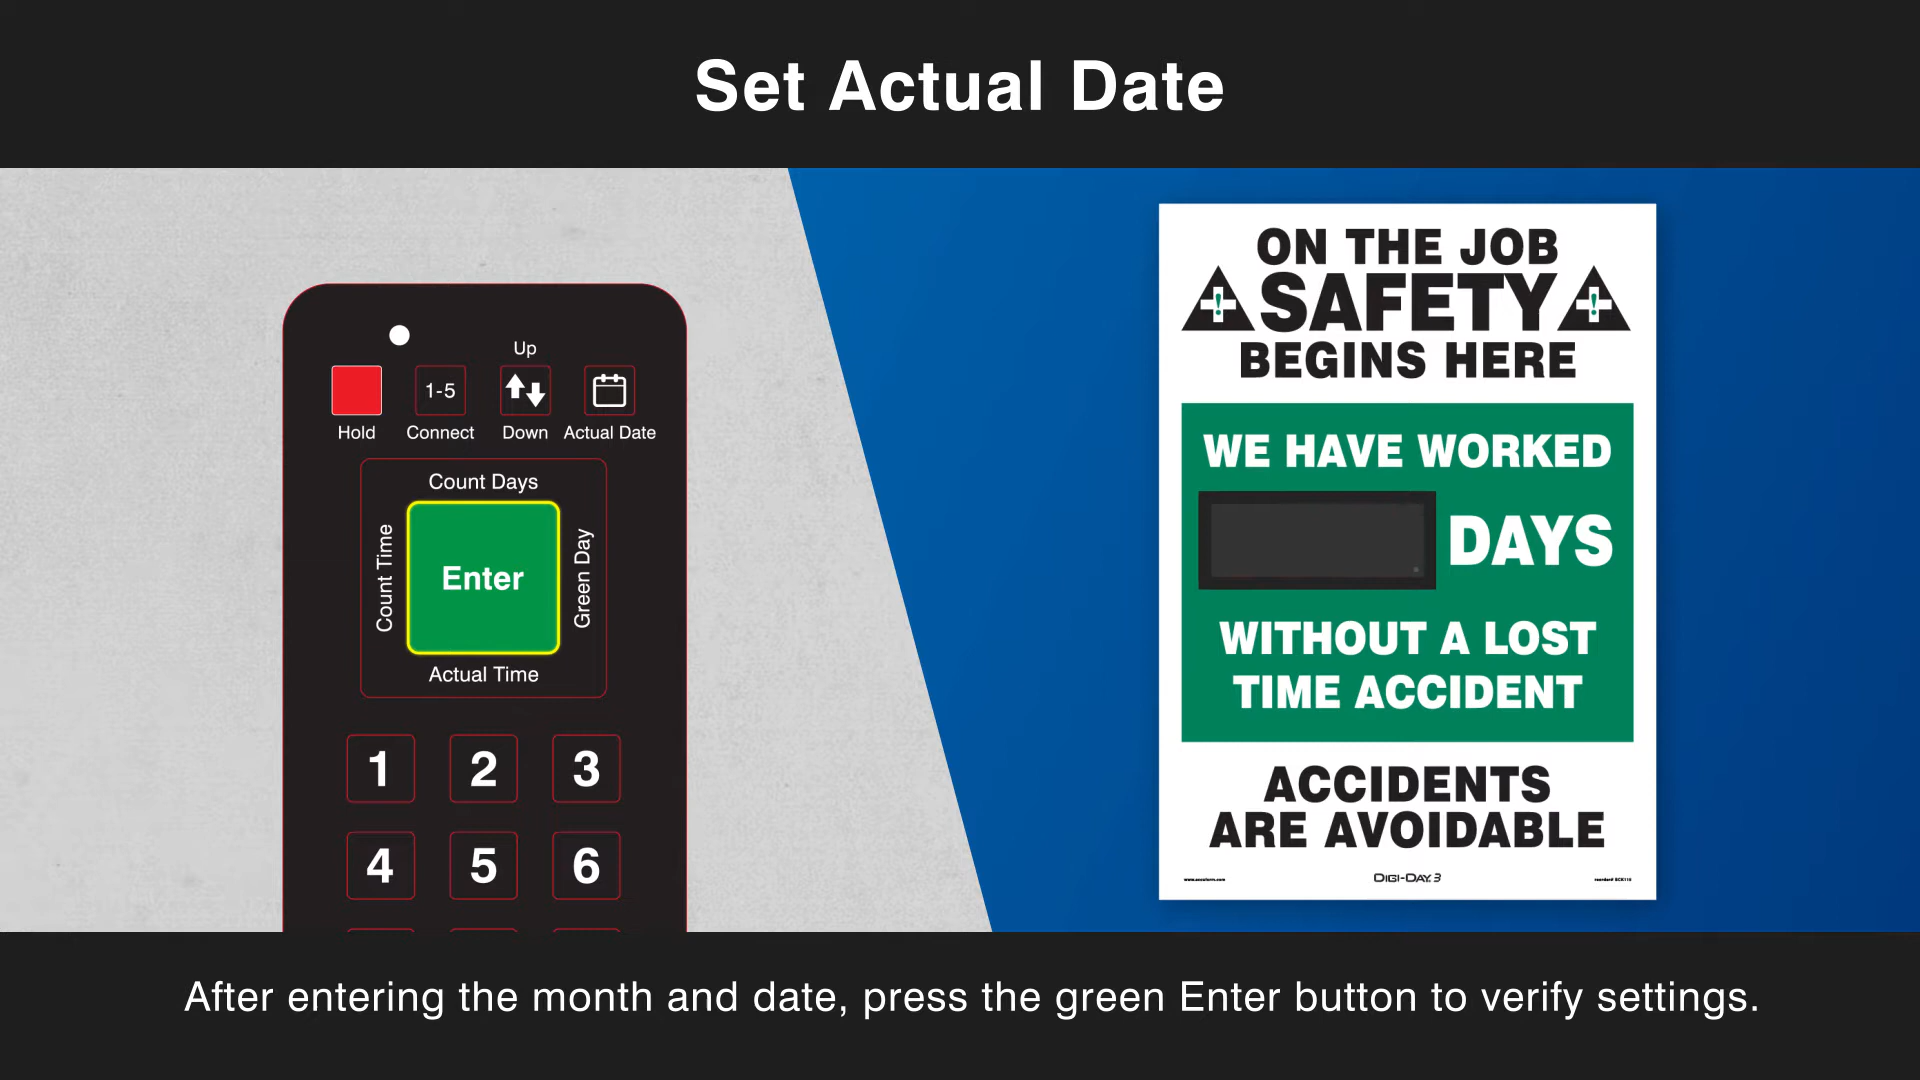 Set Actual Date
Up
1-5
Hold
Connect
Down
Actual Date
Count Days
Count Time
Enter
Green Day
Actual Time
1 2 3
4 5 6
ON THE JOB
SAFETY
BEGINS HERE
WE HAVE WORKED
DAYS
WITHOUT A LOST
TIME ACCIDENT
ACCIDENTS
ARE AVOIDABLE
www.accuform.com
DIGI-DAY 3
After entering the month and date, press the green Enter button to verify settings.